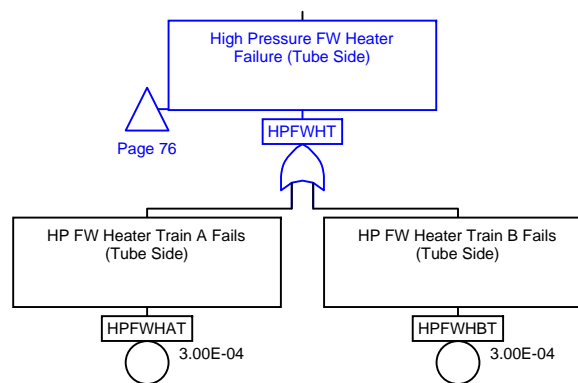 High Pressure FW Heater
Failure (Tube Side)
HPFWHT
Page 76
HP FW Heater Train A Fails
(Tube Side)
HP FW Heater Train B Fails
(Tube Side)
HPFWHAT
3.00E-04
HPFWHBT
3.00E-04